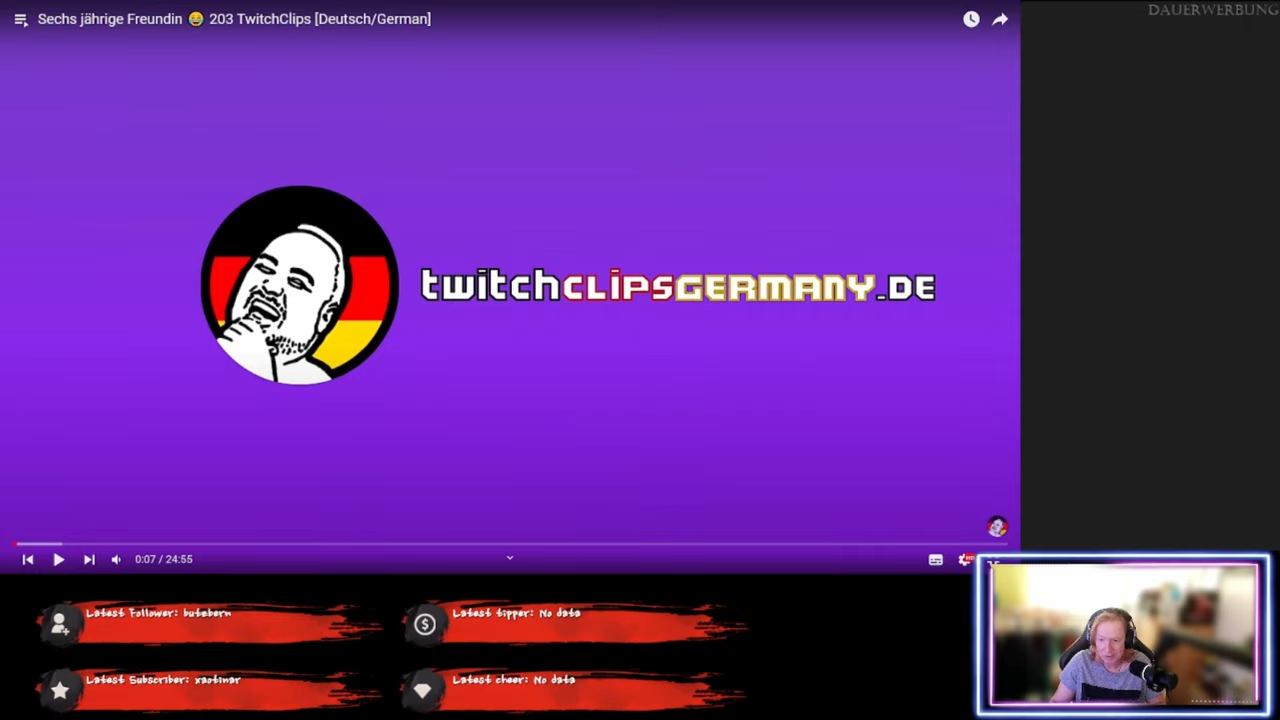 Sechs jährige Freundin 😂 203 TwitchClips [Deutsch/German]
DAUERWERBUNG
twitchCLIPSGERMANY.DE
0:07 / 24:55
Latest Follower: butebern
Latest tipper: No data
Latest Subscriber: xaotinar
Latest cheer: No data